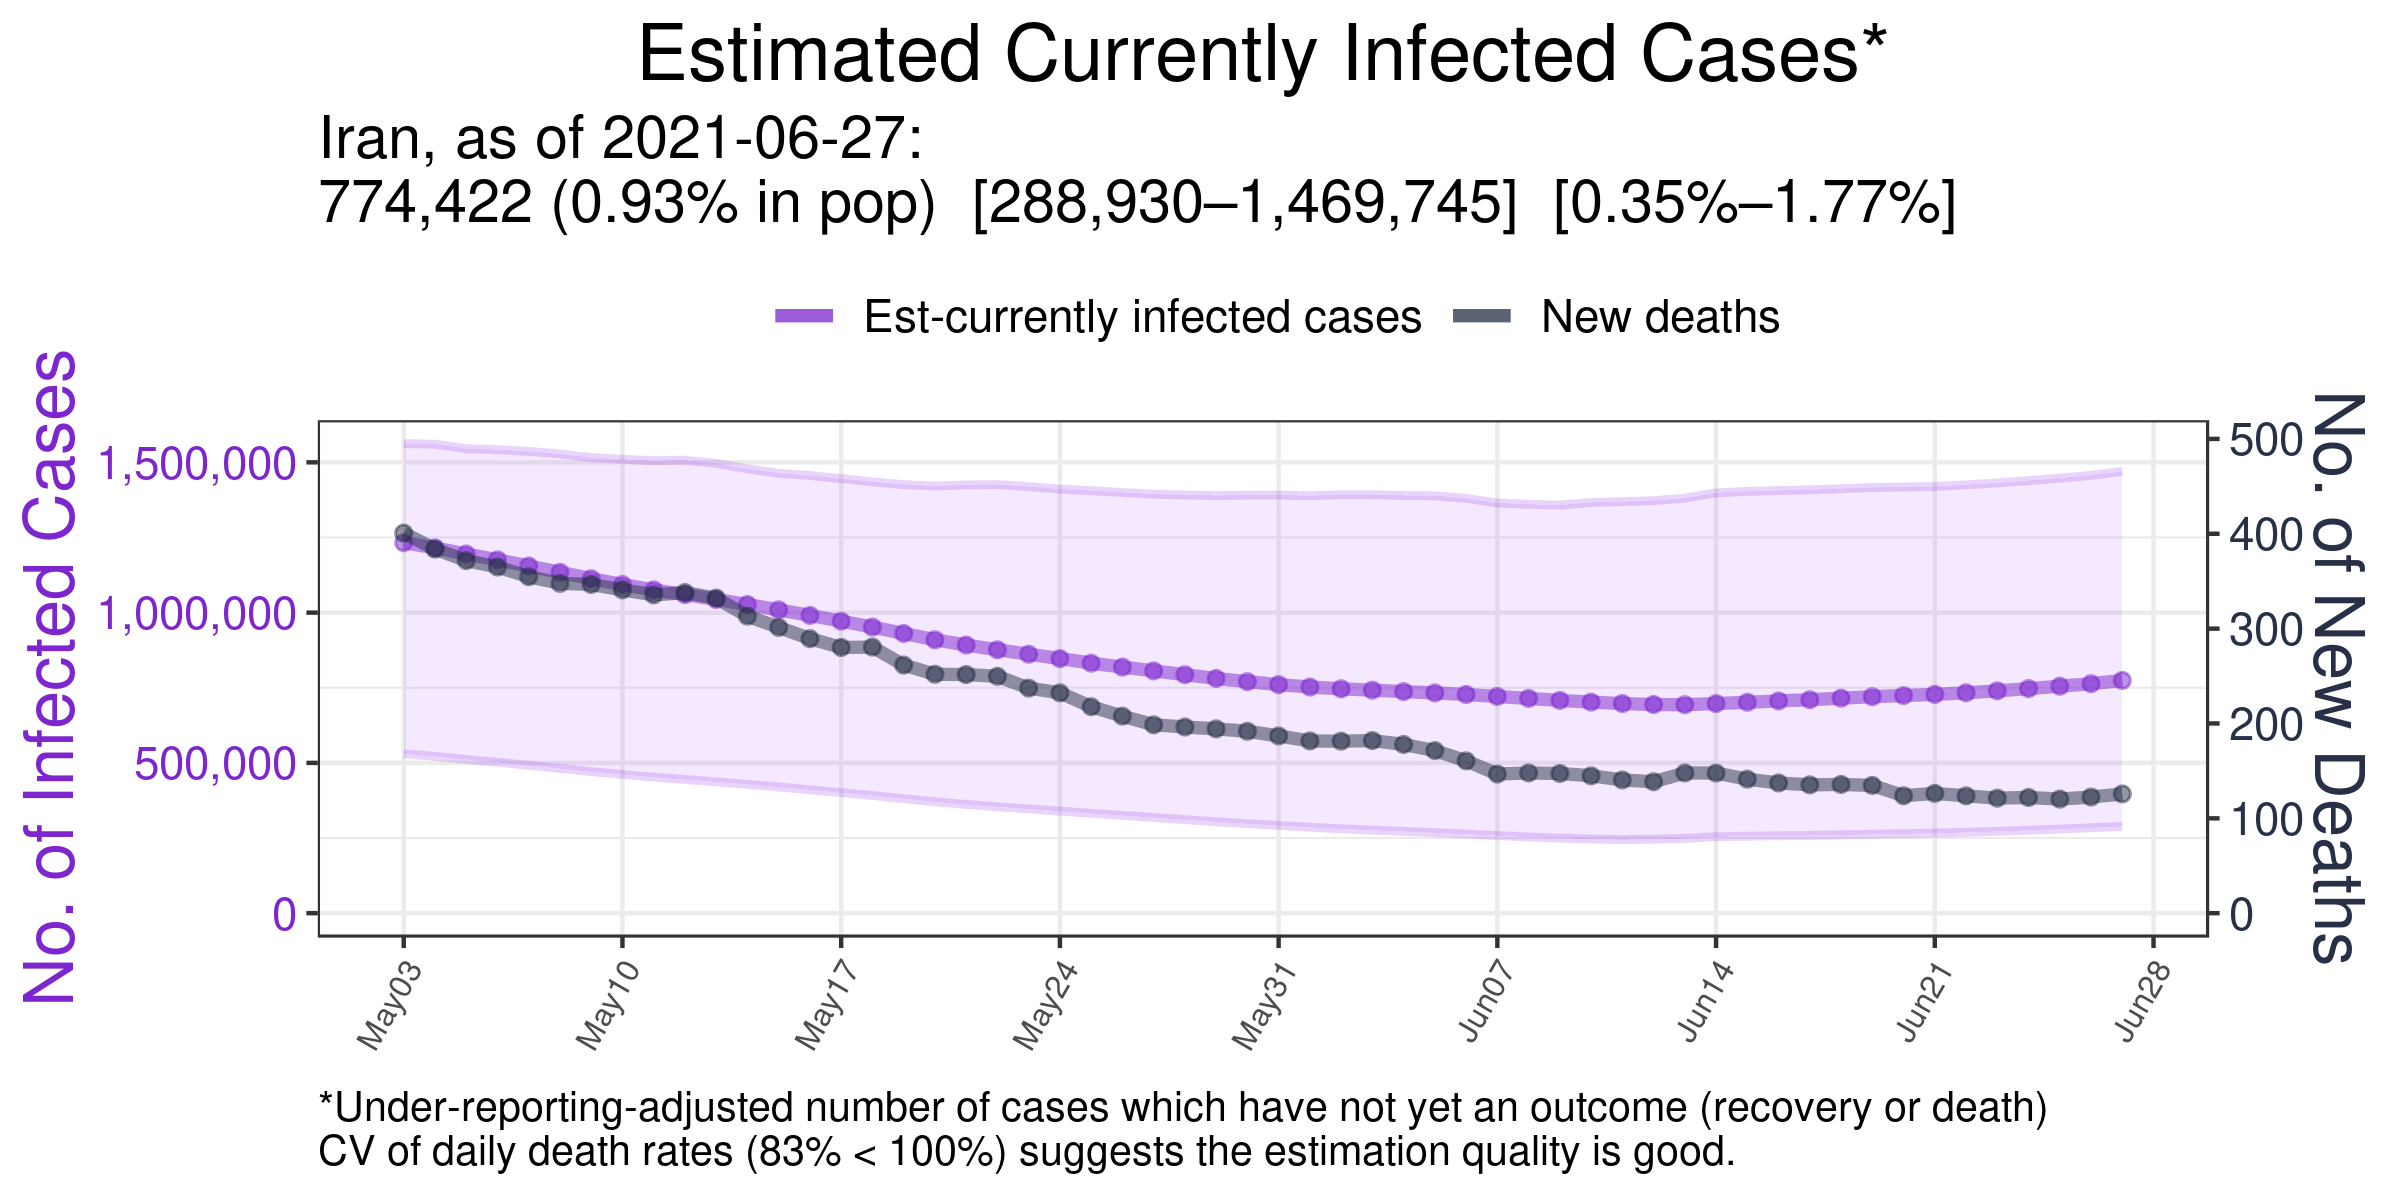 Estimated Currently Infected Cases*
Iran, as of 2021-06-27:
774,422 (0.93% in pop)  [288,930–1,469,745]  [0.35%–1.77%]
Est-currently infected cases
New deaths
No. of Infected Cases
1,500,000
1,000,000
500,000
0
500
400
300
200
100
0
No. of New Deaths
May03
May10
May17
May24
May31
Jun07
Jun14
Jun21
Jun28
*Under-reporting-adjusted number of cases which have not yet an outcome (recovery or death)
CV of daily death rates (83% < 100%) suggests the estimation quality is good.